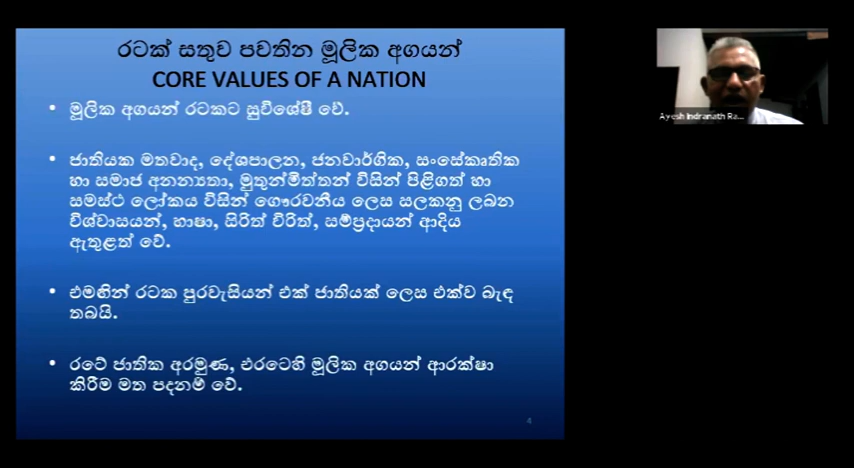 රටක් සතුව පවතින මූලික අගයන්
CORE VALUES OF A NATION
• මූලික අගයන් රටකට සුවිශේෂී වේ.
• ජාතියක මතවාද, දේශපාලන, ජනවාර්ගික, සංසේකෘතික
හා සමාජ අනන්‍යතා, මුතුන්මිත්තන් විසින් පිළිගත් හා
සමස්ථ ලෝකය විසින් ගෞරවනීය ලෙස සලකනු ලබන
විශ්වාසයන්, භාෂා, සිරිත් විරිත්, සම්ප්‍රදායන් ආදිය
ඇතුළත් වේ.
• එමඟින් රටක පුරවැසියන් එක් ජාතියක් ලෙස එක්ව බැඳ
තබයි.
• රටේ ජාතික අරමුණ, එරටෙහි මූලික අගයන් ආරක්ෂා
කිරීම මත පදනම් වේ.
4
Ayesh Indranath Ra...